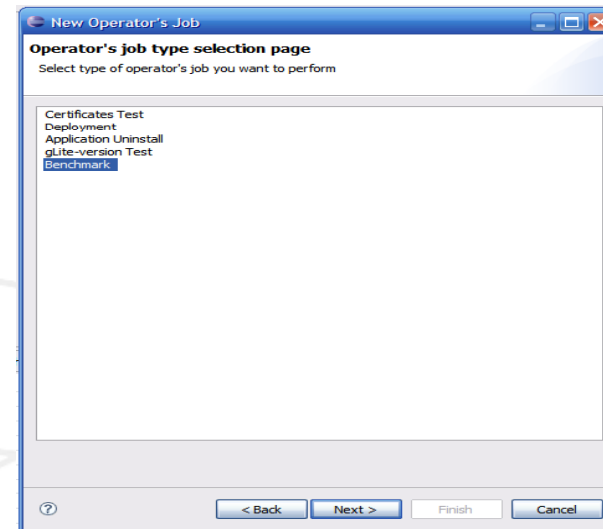 New Operator's Job
Operator's job type selection page
Select type of operator's job you want to perform
Certificates Test
Deployment
Application Uninstall
gLite-version Test
Benchmark
< Back Next > Finish Cancel